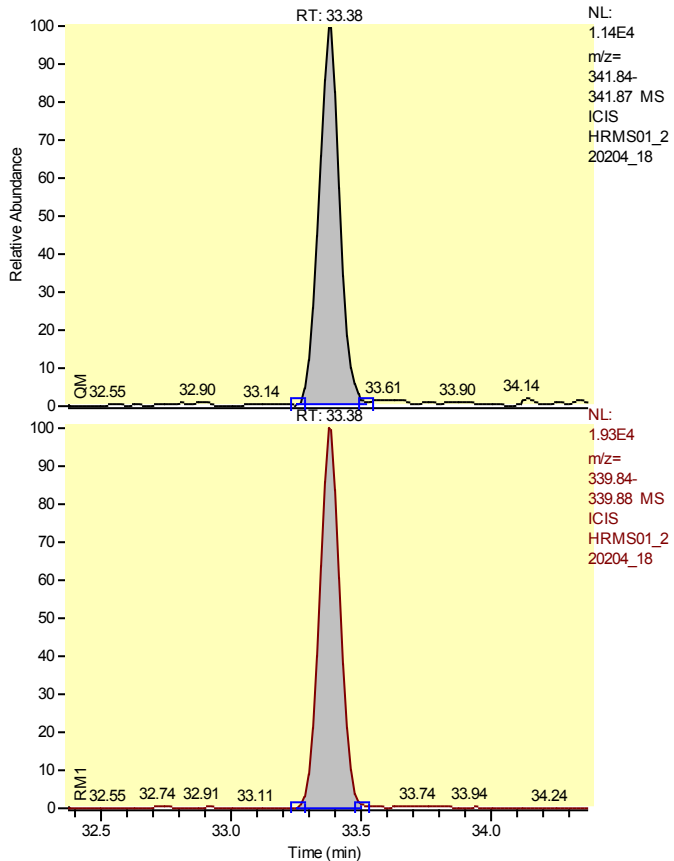 RT: 33.38
NL:
1.14E4
m/z=
341.84-
341.87 MS
ICIS
HRMS01_2
20204_18
100
90
80
70
60
50
40
30
20
10
0
Relative Abundance
QM
32.55 32.90 33.14 33.61 33.90 34.14
RT: 33.38
NL:
1.93E4
m/z=
339.84-
339.88 MS
ICIS
HRMS01_2
20204_18
100
90
80
70
60
50
40
30
20
10
0
RM1
32.55 32.74 32.91 33.11 33.74 33.94 34.24
32.5 33.0 33.5 34.0
Time (min)